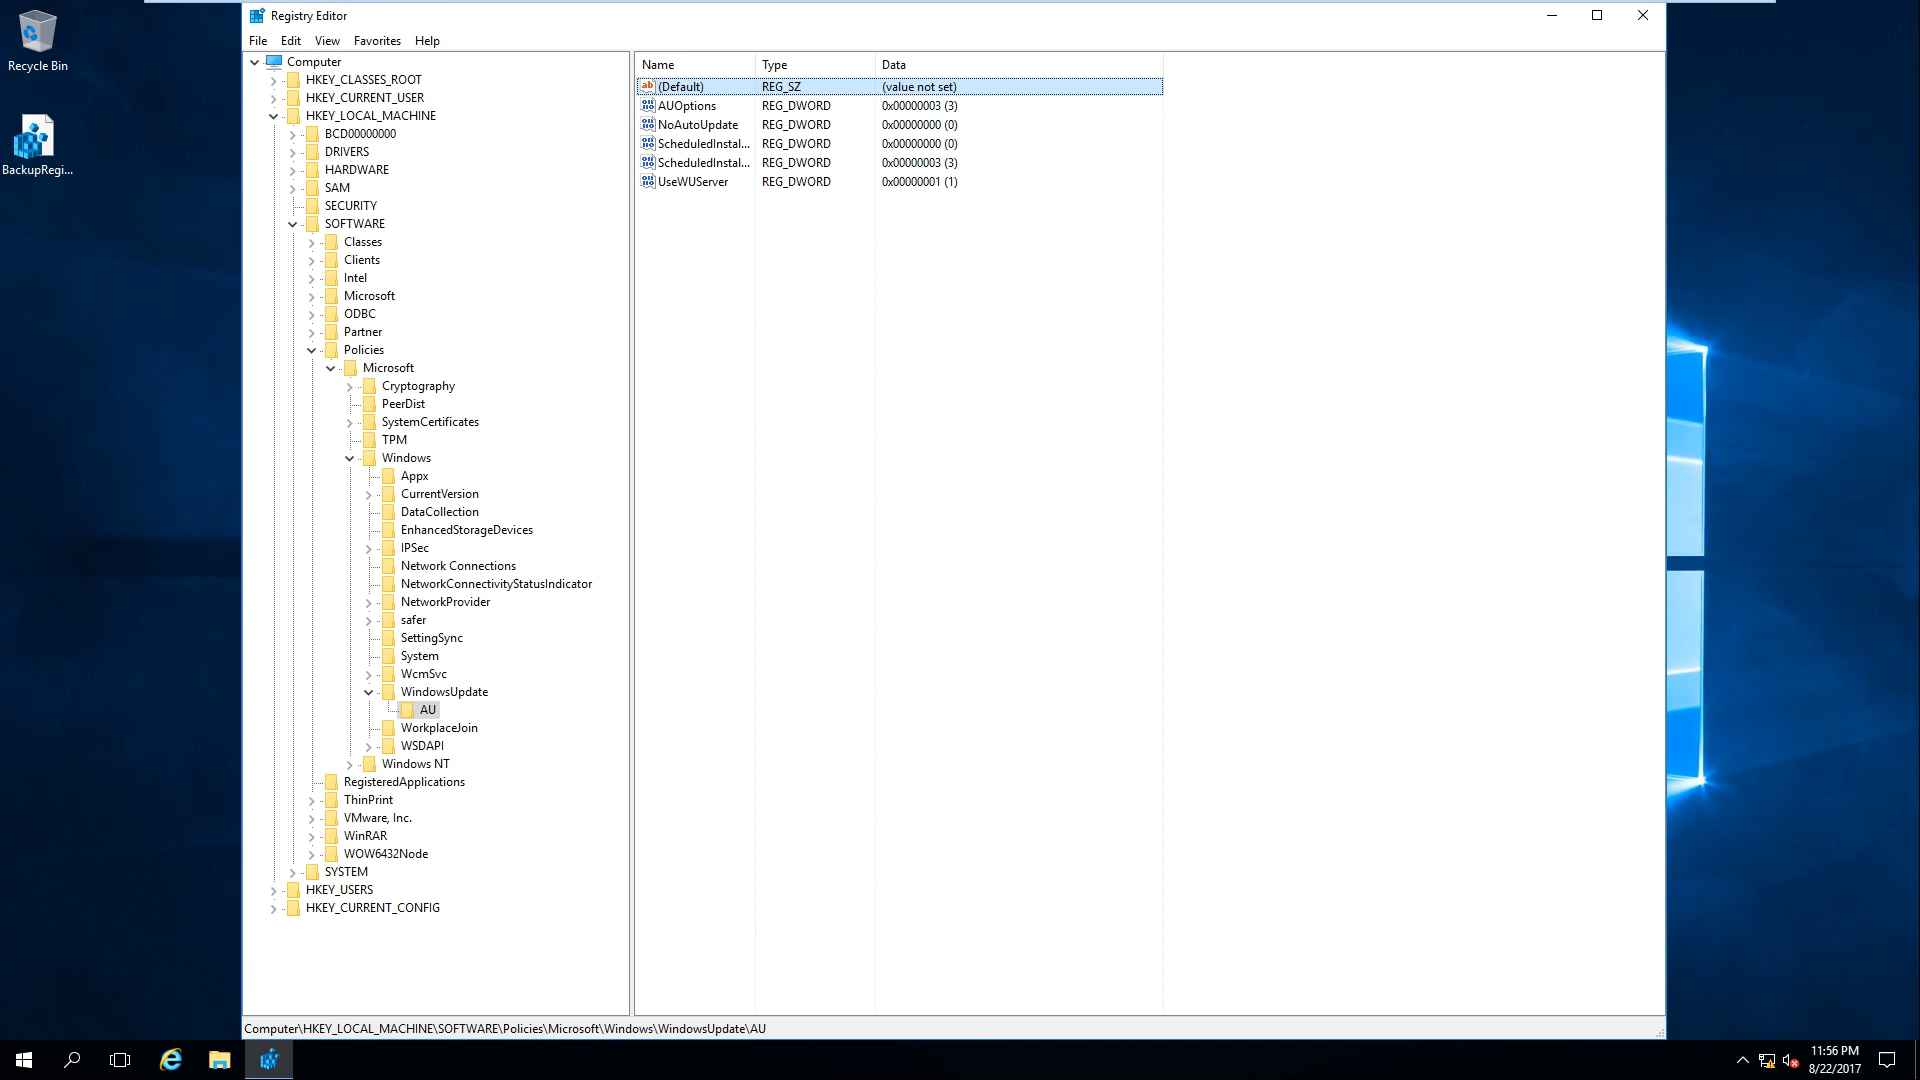 Recycle Bin
BackupRegi...
Registry Editor
File Edit View Favorites Help
Computer
HKEY_CLASSES_ROOT
HKEY_CURRENT_USER
HKEY_LOCAL_MACHINE
BCD00000000
DRIVERS
HARDWARE
SAM
SECURITY
SOFTWARE
Classes
Clients
Intel
Microsoft
ODBC
Partner
Policies
Microsoft
Cryptography
PeerDist
SystemCertificates
TPM
Windows
Appx
CurrentVersion
DataCollection
EnhancedStorageDevices
IPSec
Network Connections
NetworkConnectivityStatusIndicator
NetworkProvider
safer
SettingSync
System
WcmSvc
WindowsUpdate
AU
WorkplaceJoin
WSDAPI
Windows NT
RegisteredApplications
ThinPrint
VMware, Inc.
WinRAR
WOW6432Node
SYSTEM
HKEY_USERS
HKEY_CURRENT_CONFIG
Name Type Data
(Default) REG_SZ (value not set)
AUOptions REG_DWORD 0x00000003 (3)
NoAutoUpdate REG_DWORD 0x00000000 (0)
ScheduledInstal... REG_DWORD 0x00000000 (0)
ScheduledInstal... REG_DWORD 0x00000003 (3)
UseWUServer REG_DWORD 0x00000001 (1)
Computer\HKEY_LOCAL_MACHINE\SOFTWARE\Policies\Microsoft\Windows\WindowsUpdate\AU
11:56 PM
8/22/2017